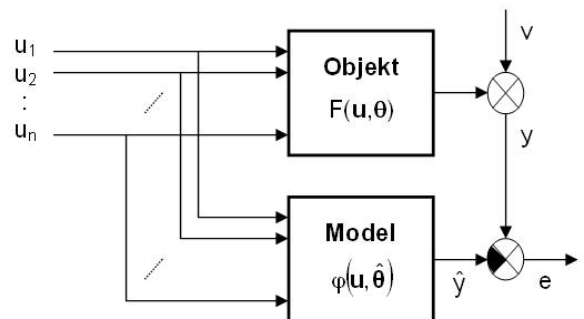 u₁
u₂
:
uₙ
Objekt
F(u,θ)
v
y
Model
φ(u,θ̂)
ŷ
e